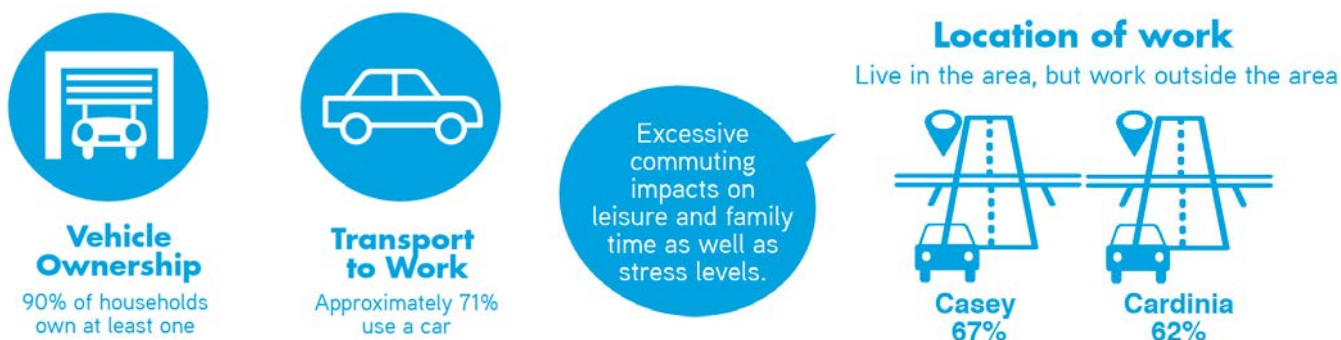 Vehicle
Ownership
90% of households
own at least one
Transport
to Work
Approximately 71%
use a car
Excessive
commuting
impacts on
leisure and family
time as well as
stress levels.
Location of work
Live in the area, but work outside the area
Casey
67%
Cardinia
62%